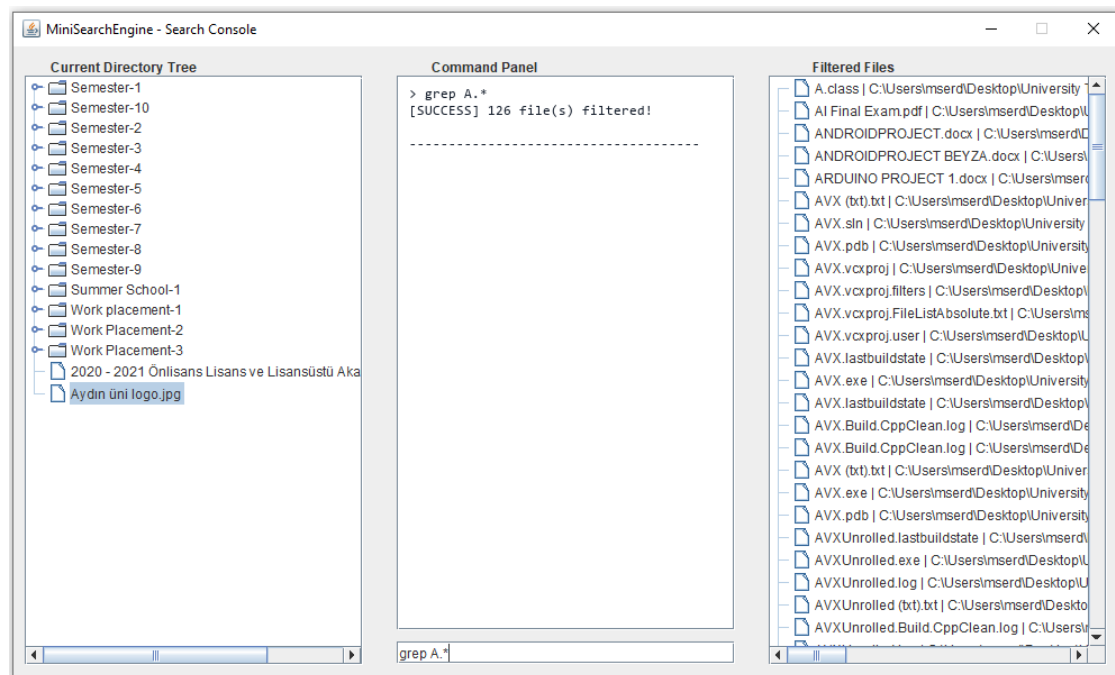 MiniSearchEngine - Search Console
Current Directory Tree
Semester-1
Semester-10
Semester-2
Semester-3
Semester-4
Semester-5
Semester-6
Semester-7
Semester-8
Semester-9
Summer School-1
Work placement-1
Work Placement-2
Work Placement-3
2020 - 2021 Önlisans Lisans ve Lisansüstü Aka
Aydın üni logo.jpg
Command Panel
> grep A.*
[SUCCESS] 126 file(s) filtered!
-------------------------------------
grep A.*
Filtered Files
A.class | C:\Users\mserd\Desktop\University
AI Final Exam.pdf | C:\Users\mserd\Desktop\U
ANDROIDPROJECT.docx | C:\Users\mserd\D
ANDROIDPROJECT BEYZA.docx | C:\Users\
ARDUINO PROJECT 1.docx | C:\Users\mserd
AVX (txt).txt | C:\Users\mserd\Desktop\Univer
AVX.sln | C:\Users\mserd\Desktop\University
AVX.pdb | C:\Users\mserd\Desktop\University
AVX.vcxproj | C:\Users\mserd\Desktop\Unive
AVX.vcxproj.filters | C:\Users\mserd\Desktop\
AVX.vcxproj.FileListAbsolute.txt | C:\Users\ms
AVX.vcxproj.user | C:\Users\mserd\Desktop\U
AVX.lastbuildstate | C:\Users\mserd\Desktop\
AVX.exe | C:\Users\mserd\Desktop\University
AVX.lastbuildstate | C:\Users\mserd\Desktop\
AVX.Build.CppClean.log | C:\Users\mserd\De
AVX.Build.CppClean.log | C:\Users\mserd\De
AVX (txt).txt | C:\Users\mserd\Desktop\Univer
AVX.exe | C:\Users\mserd\Desktop\University
AVX.pdb | C:\Users\mserd\Desktop\University
AVXUnrolled.lastbuildstate | C:\Users\mserd\
AVXUnrolled.exe | C:\Users\mserd\Desktop\U
AVXUnrolled.log | C:\Users\mserd\Desktop\U
AVXUnrolled (txt).txt | C:\Users\mserd\Deskto
AVXUnrolled.Build.CppClean.log | C:\Users\